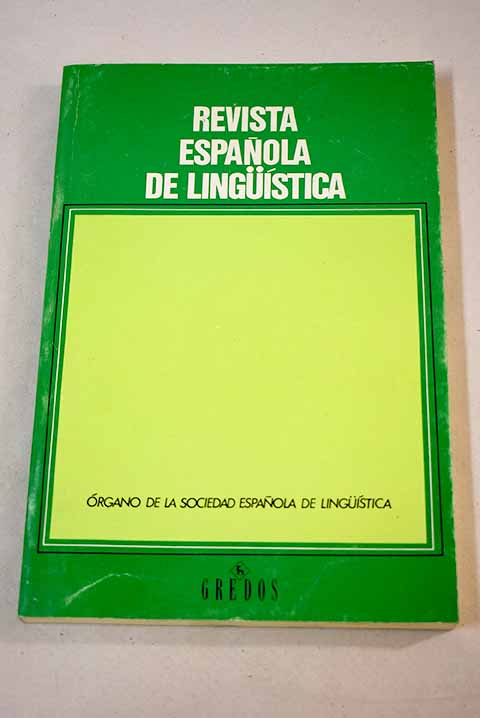 REVISTA
ESPAÑOLA
DE LINGÜÍSTICA
ÓRGANO DE LA SOCIEDAD ESPAÑOLA DE LINGÜÍSTICA
GREDOS